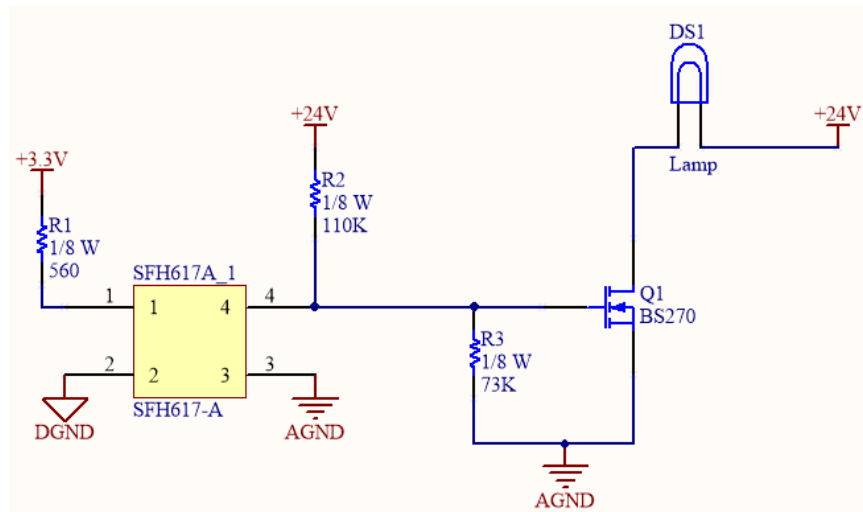 DS1
+24V
+24V
+3.3V
Lamp
R2
1/8 W
110K
R1
1/8 W
560
SFH617A_1
1
1
4
4
Q1
BS270
R3
1/8 W
73K
2
2
3
3
SFH617-A
DGND
AGND
AGND